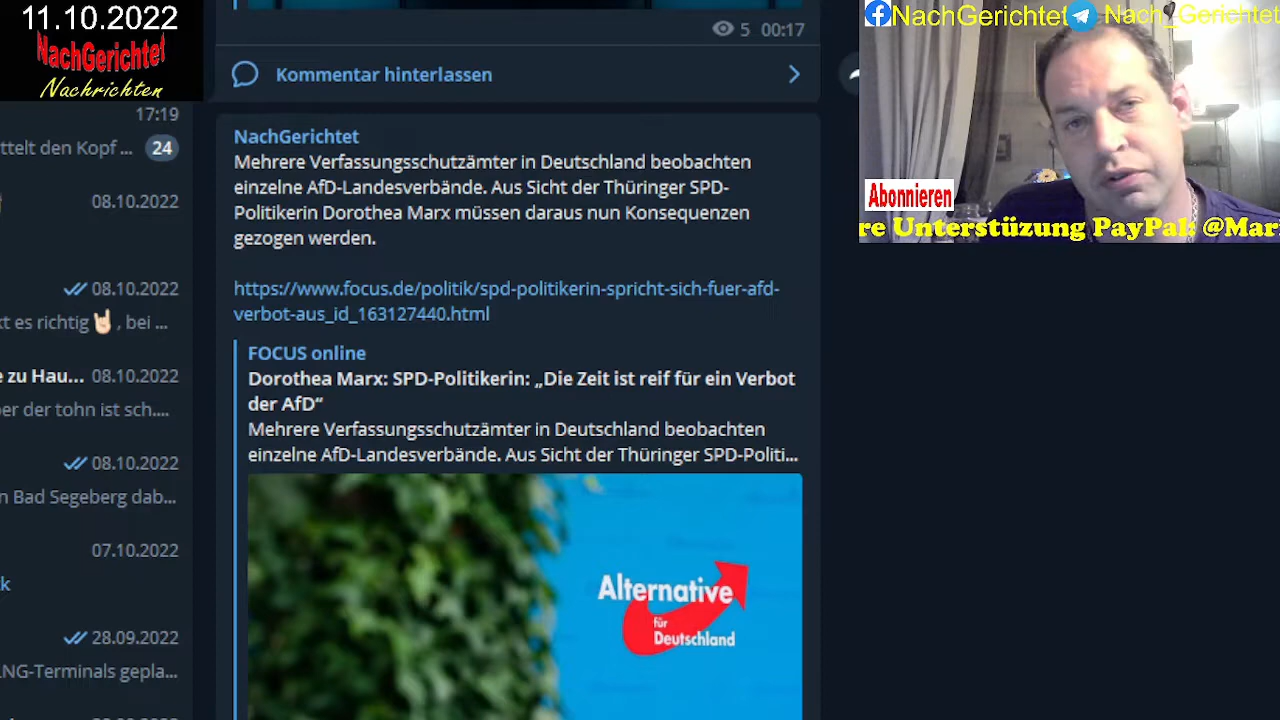 11.10.2022
NachGerichtet
Nachrichten
5 00:17
Kommentar hinterlassen
NachGerichtet
Nach_Gerichtet
Abonnieren
re Unterstüzung PayPal: @Mar
17:19
ttelt den Kopf ... 24
08.10.2022
08.10.2022
kt es richtig🤘🏻, bei ...
e zu Hau... 08.10.2022
ber der tohn ist sch....
08.10.2022
n Bad Segeberg dab...
07.10.2022
k
28.09.2022
LNG-Terminals gepla...
NachGerichtet
Mehrere Verfassungsschutzämter in Deutschland beobachten
einzelne AfD-Landesverbände. Aus Sicht der Thüringer SPD-
Politikerin Dorothea Marx müssen daraus nun Konsequenzen
gezogen werden.
https://www.focus.de/politik/spd-politikerin-spricht-sich-fuer-afd-
verbot-aus_id_163127440.html
FOCUS online
Dorothea Marx: SPD-Politikerin: „Die Zeit ist reif für ein Verbot
der AfD“
Mehrere Verfassungsschutzämter in Deutschland beobachten
einzelne AfD-Landesverbände. Aus Sicht der Thüringer SPD-Politi...
Alternative
für
Deutschland